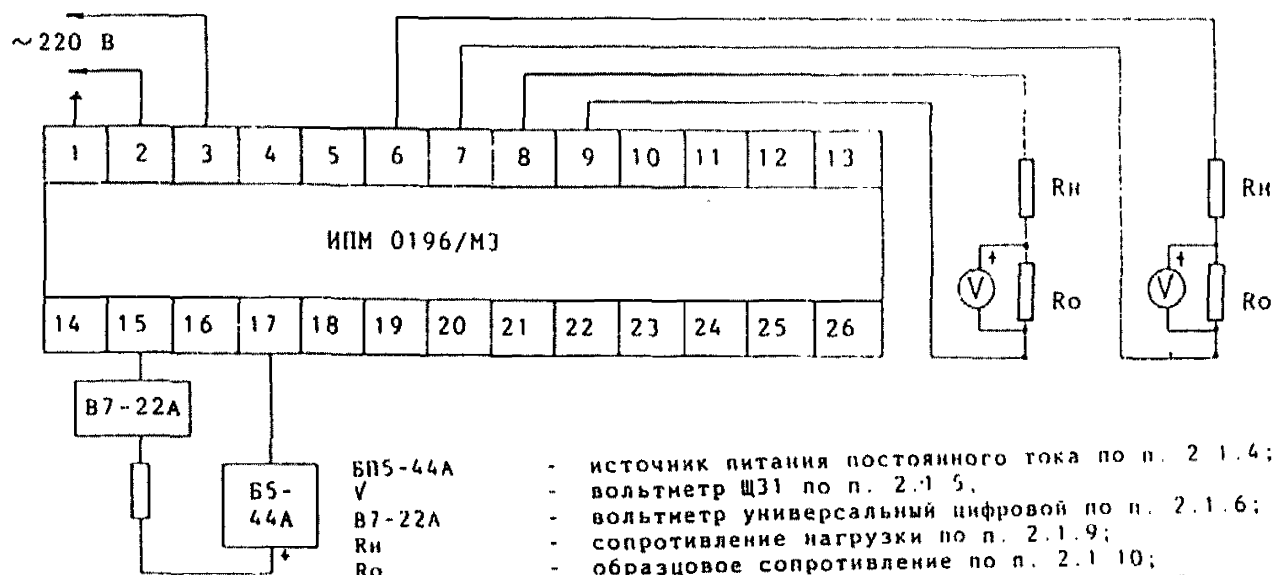 ~220 В
1 2 3 4 5 6 7 8 9 10 11 12 13
Rн
Rн
ИПМ 0196/М3
+
+
V
Rо
V
Rо
14 15 16 17 18 19 20 21 22 23 24 25 26
В7-22А
Б5-
44А
+
БП5-44А - источник питания постоянного тока по п. 2 1.4;
V - вольтметр Щ31 по п. 2.1 5,
В7-22А - вольтметр универсальный цифровой по п. 2.1.6;
Rн - сопротивление нагрузки по п. 2.1.9;
Rо - образцовое сопротивление по п. 2.1 10;